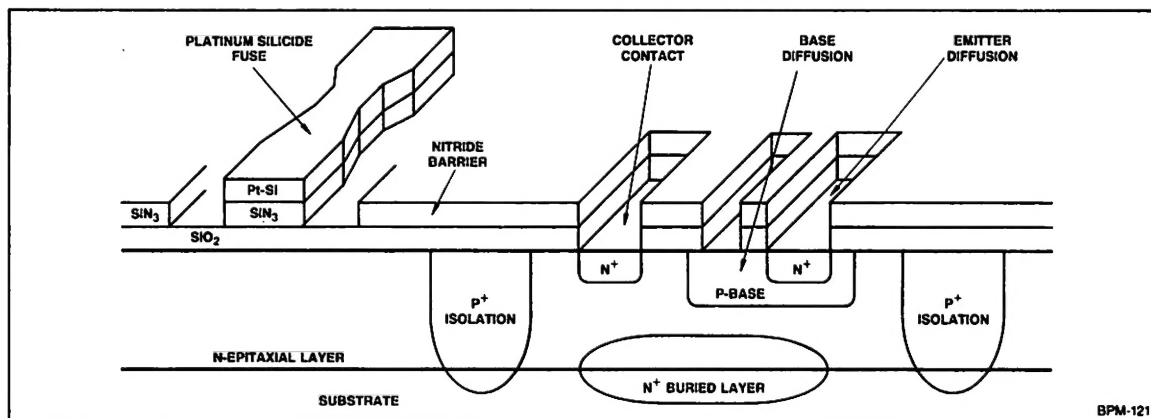 PLATINUM SILICIDE
FUSE
COLLECTOR
CONTACT
BASE
DIFFUSION
EMITTER
DIFFUSION
NITRIDE
BARRIER
Pt-SI
SIN3
SIN3
SIO2
N+
N+
P-BASE
P+
ISOLATION
P+
ISOLATION
N-EPITAXIAL LAYER
N+ BURIED LAYER
SUBSTRATE
BPM-121